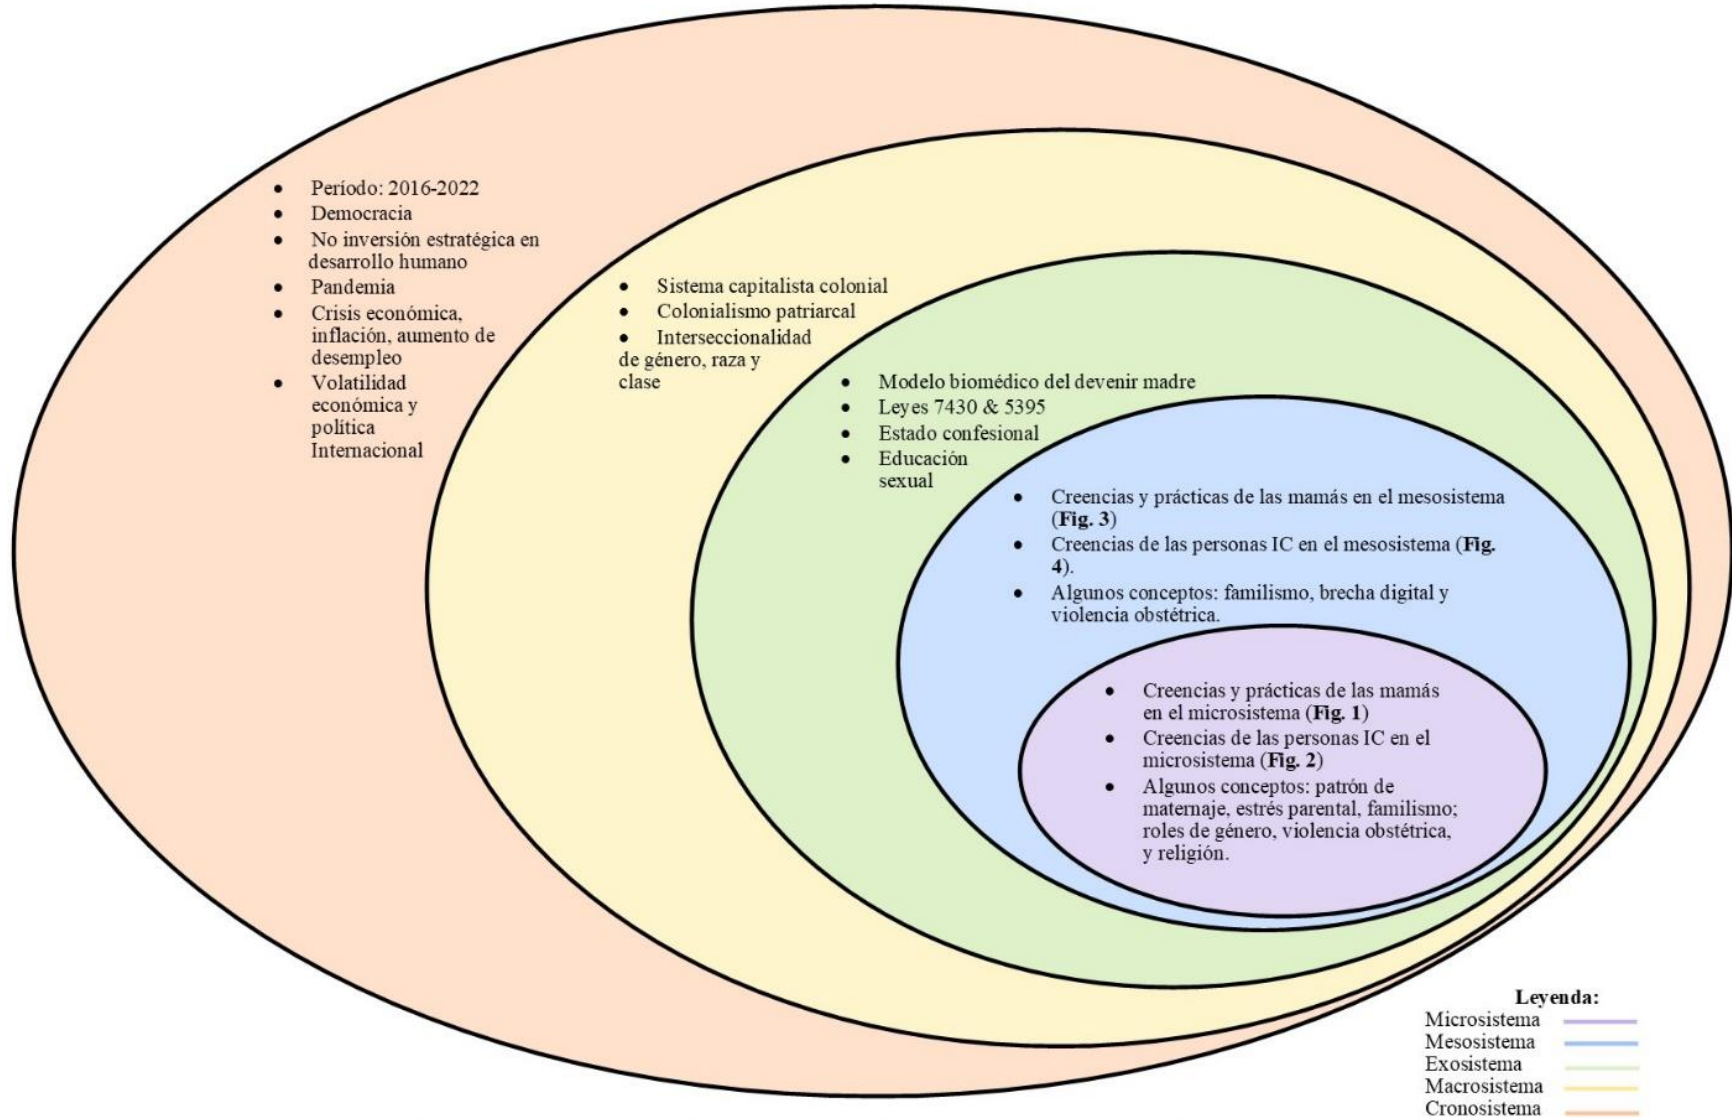 • Período: 2016-2022
• Democracia
• No inversión estratégica en
desarrollo humano
• Pandemia
• Crisis económica,
inflación, aumento de
desempleo
• Volatilidad
económica y
política
Internacional
• Sistema capitalista colonial
• Colonialismo patriarcal
• Interseccionalidad
de género, raza y
clase
• Modelo biomédico del devenir madre
• Leyes 7430 & 5395
• Estado confesional
• Educación
sexual
• Creencias y prácticas de las mamás en el mesosistema
(Fig. 3)
• Creencias de las personas IC en el mesosistema (Fig.
4).
• Algunos conceptos: familismo, brecha digital y
violencia obstétrica.
• Creencias y prácticas de las mamás
en el microsistema (Fig. 1)
• Creencias de las personas IC en el
microsistema (Fig. 2)
• Algunos conceptos: patrón de
maternaje, estrés parental, familismo;
roles de género, violencia obstétrica,
y religión.
Leyenda:
Microsistema
Mesosistema
Exosistema
Macrosistema
Cronosistema